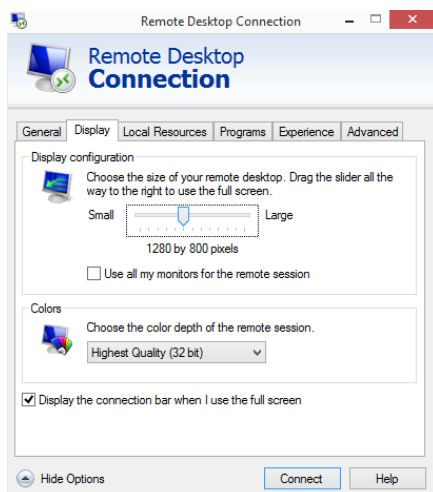 Remote Desktop Connection
Remote Desktop
Connection
General Display Local Resources Programs Experience Advanced
Display configuration
Choose the size of your remote desktop. Drag the slider all the
way to the right to use the full screen.
Small Large
1280 by 800 pixels
Use all my monitors for the remote session
Colors
Choose the color depth of the remote session.
Highest Quality (32 bit)
Display the connection bar when I use the full screen
Hide Options Connect Help